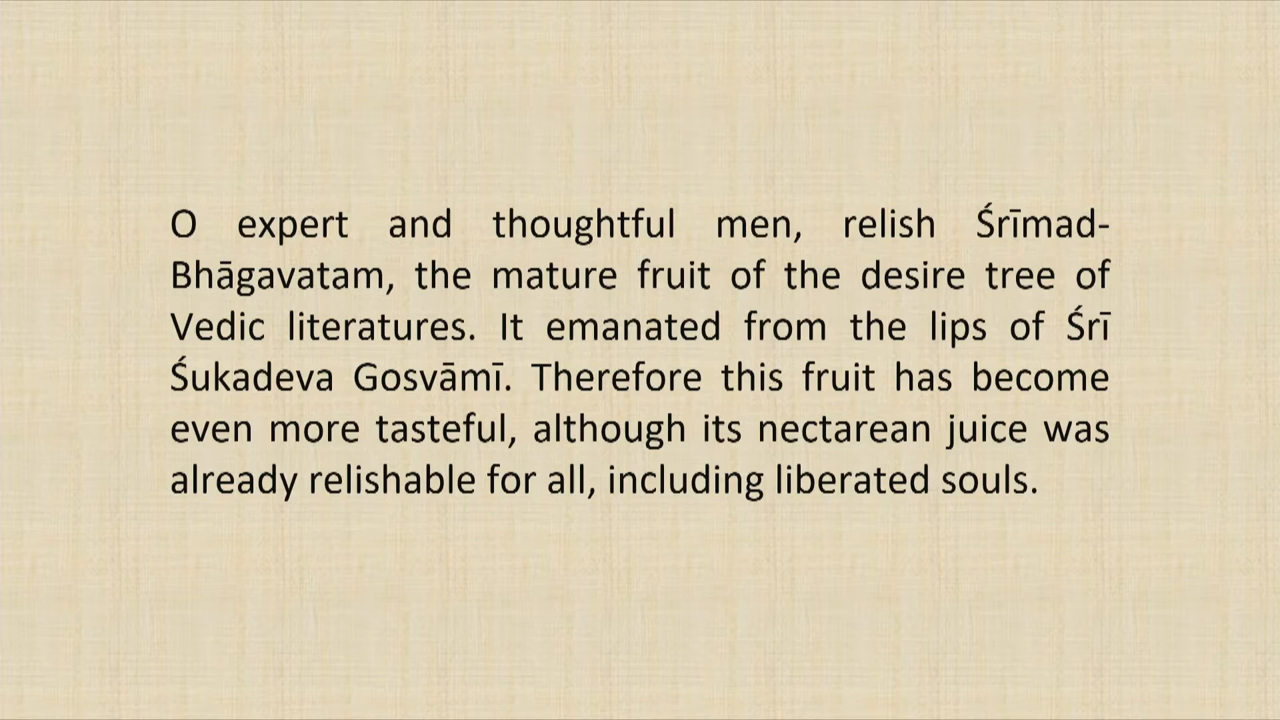 O expert and thoughtful men, relish Śrīmad-
Bhāgavatam, the mature fruit of the desire tree of
Vedic literatures. It emanated from the lips of Śrī
Śukadeva Gosvāmī. Therefore this fruit has become
even more tasteful, although its nectarean juice was
already relishable for all, including liberated souls.